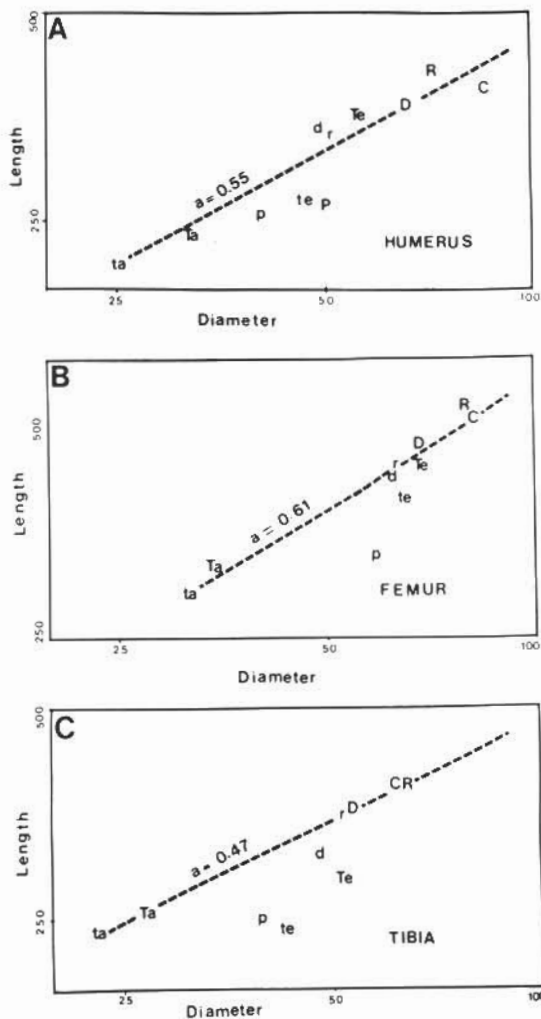 500
A
R
C
D
Te
d
r
Length
a = 0.55
250
te
P
p
Ta
HUMERUS
ta
25
50
100
Diameter
B
R
500
C
D
r
Te
d
te
Length
a = 0.61
p
Ta
FEMUR
ta
250
25
50
100
Diameter
500
C
CR
D
r
Length
a - 0.47
d
Te
Ta
250
p
te
ta
TIBIA
25
50
100
Diameter